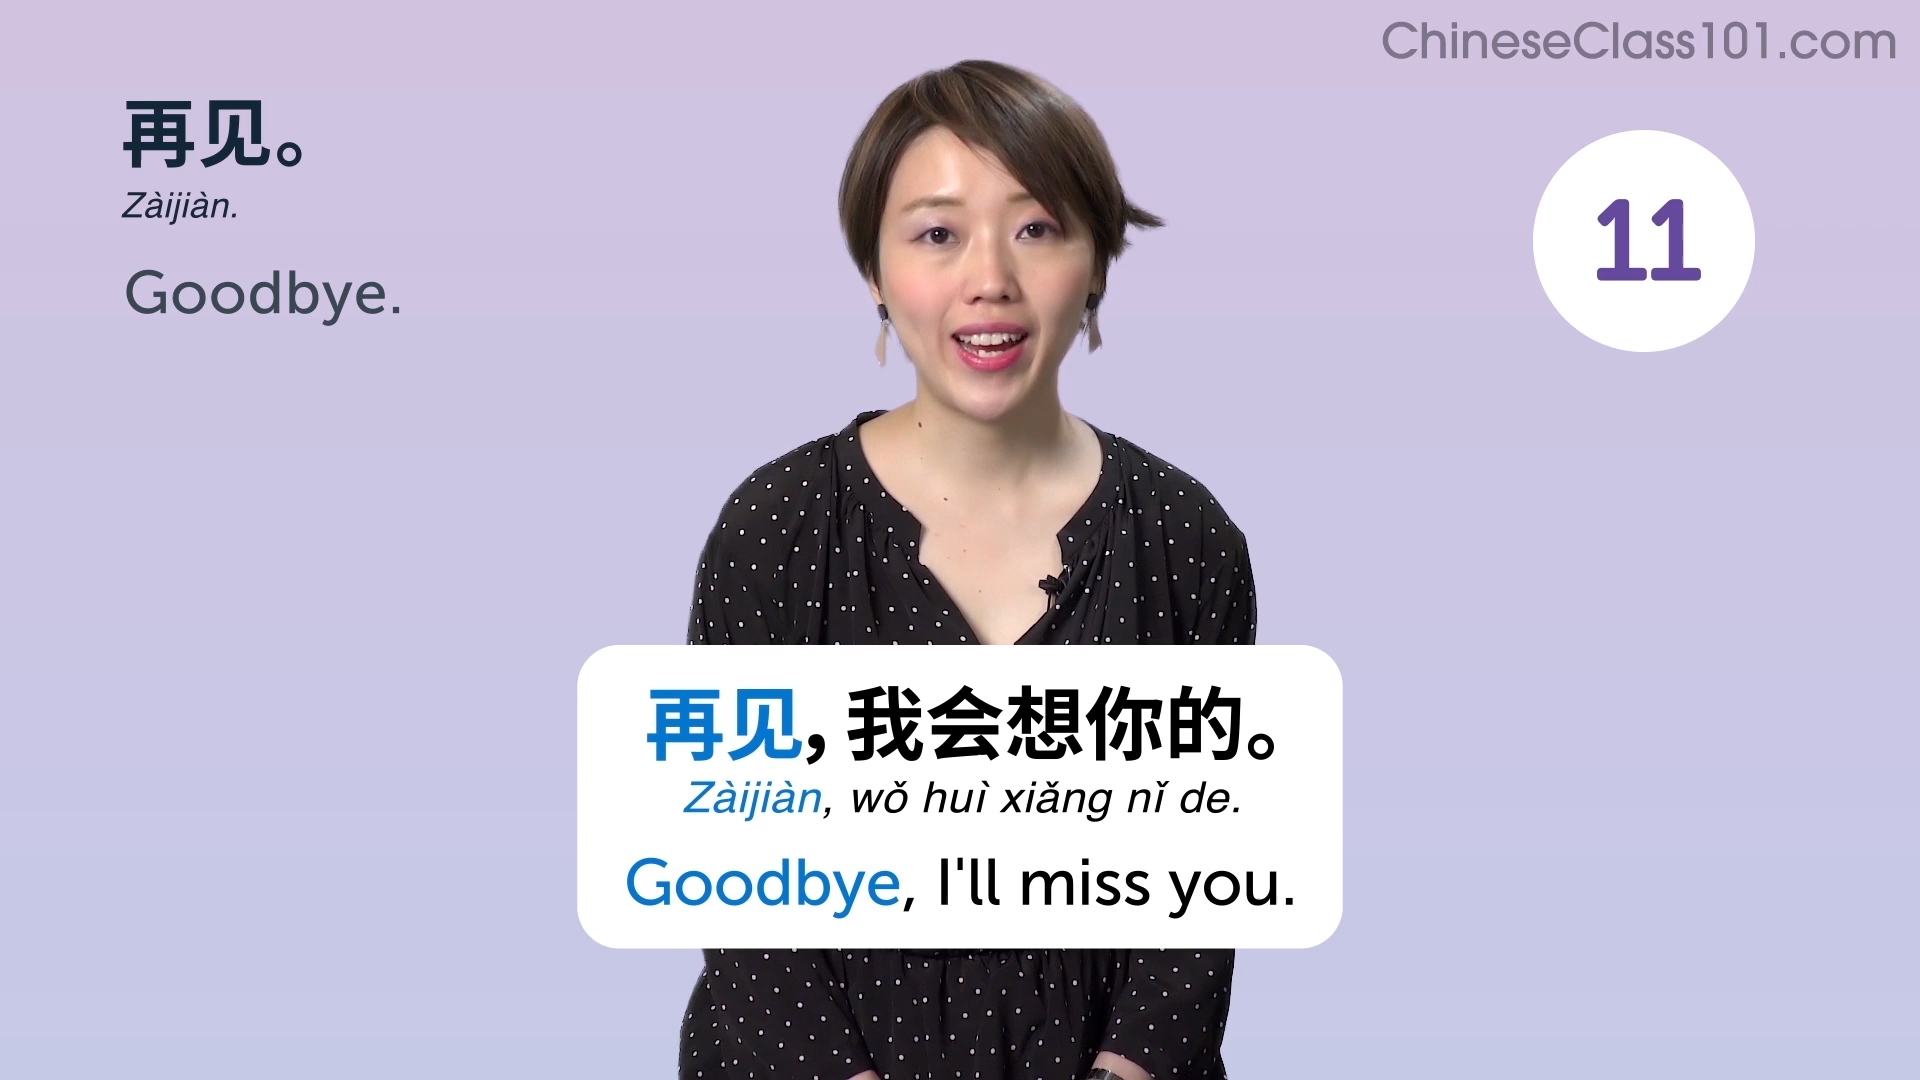 ChineseClass101.com
再见。
Zàijiàn.
Goodbye.
11
再见，我会想你的。
Zàijiàn, wǒ huì xiǎng nǐ de.
Goodbye, I'll miss you.